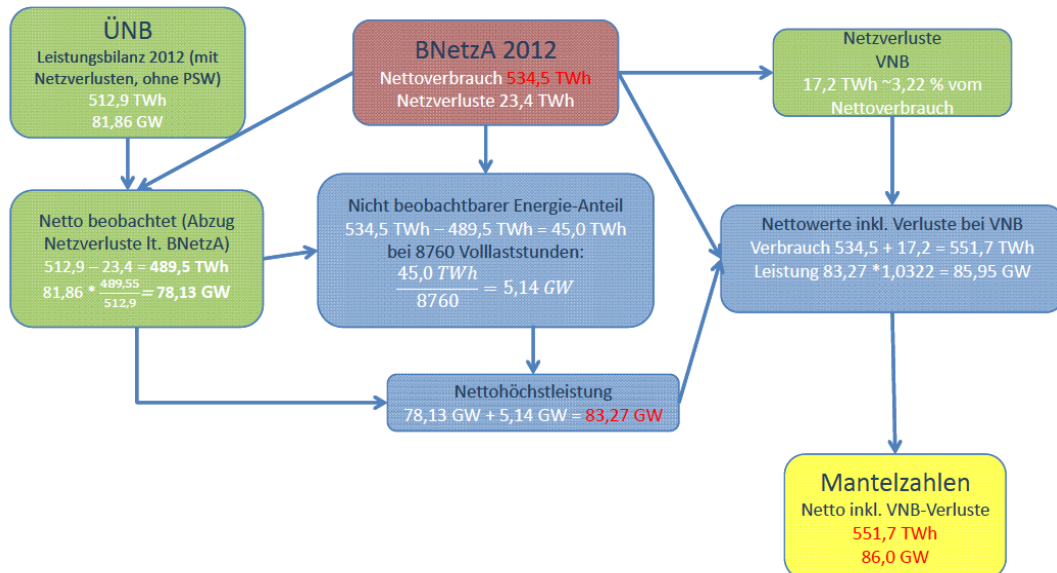 ÜNB
Leistungsbilanz 2012 (mit
Netzverlusten, ohne PSW)
512,9 TWh
81,86 GW
BNetzA 2012
Nettoverbrauch 534,5 TWh
Netzverluste 23,4 TWh
Netzverluste
VNB
17,2 TWh ~3,22 % vom
Nettoverbrauch
Netto beobachtet (Abzug
Netzverluste lt. BNetzA)
512,9 – 23,4 = 489,5 TWh
81,86 * 489,55/512,9 = 78,13 GW
Nicht beobachtbarer Energie-Anteil
534,5 TWh – 489,5 TWh = 45,0 TWh
bei 8760 Volllaststunden:
45,0 TWh/8760 = 5,14 GW
Nettowerte inkl. Verluste bei VNB
Verbrauch 534,5 + 17,2 = 551,7 TWh
Leistung 83,27 *1,0322 = 85,95 GW
Nettohöchstleistung
78,13 GW + 5,14 GW = 83,27 GW
Mantelzahlen
Netto inkl. VNB-Verluste
551,7 TWh
86,0 GW